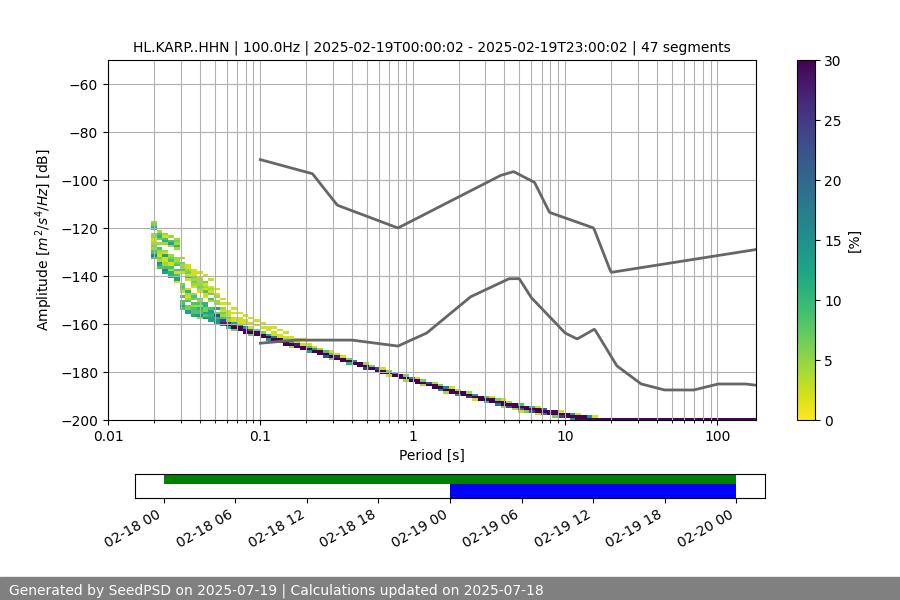 HL.KARP..HHN | 100.0Hz | 2025-02-19T00:00:02 - 2025-02-19T23:00:02 | 47 segments
Amplitude [m²/s⁴/Hz] [dB]
−60
−80
−100
−120
−140
−160
−180
−200
0.01 0.1 1 10 100
Period [s]
30
25
20
15
10
5
0
[%]
02-18 00 02-18 06 02-18 12 02-18 18 02-19 00 02-19 06 02-19 12 02-19 18 02-20 00
Generated by SeedPSD on 2025-07-19 | Calculations updated on 2025-07-18